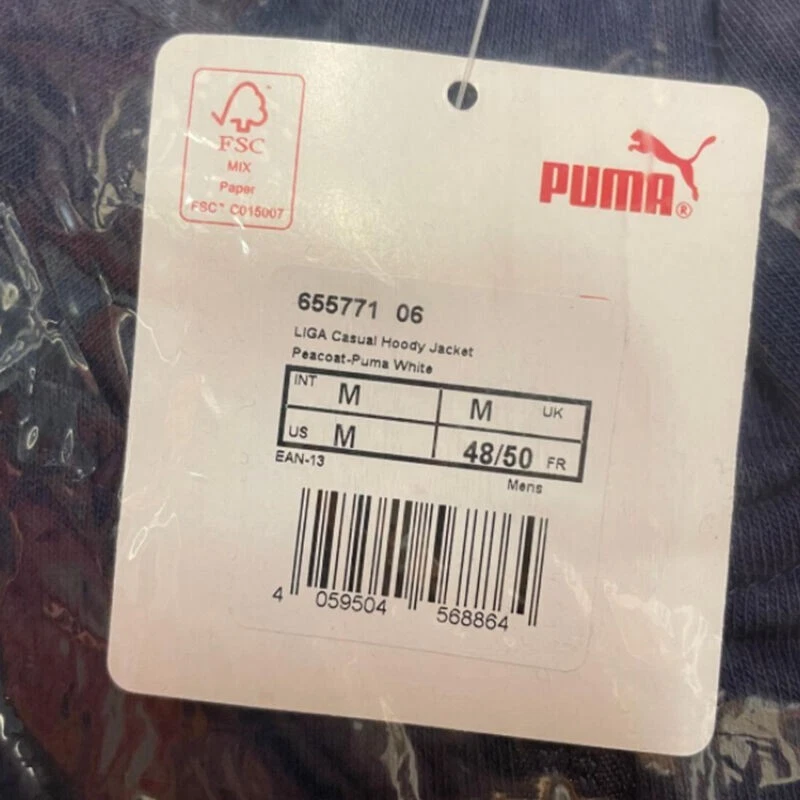 FSC
MIX
Paper
FSC™ C015007
PUMA®
655771 06
LIGA Casual Hoody Jacket
Peacoat-Puma White
INT M M UK
US M 48/50 FR
EAN-13
Mens
4 059504 568864